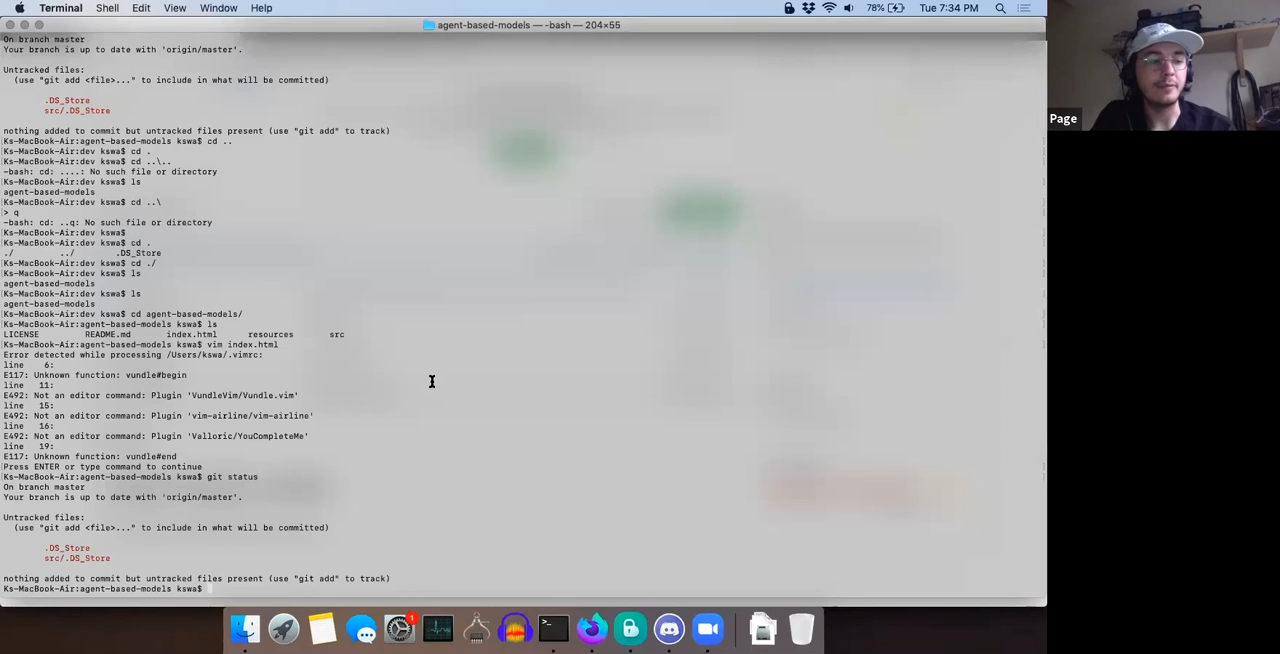 Terminal Shell Edit View Window Help 78% Tue 7:34 PM
agent-based-models — -bash — 204×55
On branch master
Your branch is up to date with 'origin/master'.
Untracked files:
(use "git add <file>..." to include in what will be committed)
.DS_Store
src/.DS_Store
nothing added to commit but untracked files present (use "git add" to track)
Ks-MacBook-Air:agent-based-models kswa$ cd ..
Ks-MacBook-Air:dev kswa$ cd .
Ks-MacBook-Air:dev kswa$ cd ..\..
-bash: cd: ....: No such file or directory
Ks-MacBook-Air:dev kswa$ ls
agent-based-models
Ks-MacBook-Air:dev kswa$ cd ..\
> q
-bash: cd: ..q: No such file or directory
Ks-MacBook-Air:dev kswa$
Ks-MacBook-Air:dev kswa$ cd .
./ ../ .DS_Store
Ks-MacBook-Air:dev kswa$ cd ./
Ks-MacBook-Air:dev kswa$ ls
agent-based-models
Ks-MacBook-Air:dev kswa$ ls
agent-based-models
Ks-MacBook-Air:dev kswa$ cd agent-based-models/
Ks-MacBook-Air:agent-based-models kswa$ ls
LICENSE README.md index.html resources src
Ks-MacBook-Air:agent-based-models kswa$ vim index.html
Error detected while processing /Users/kswa/.vimrc:
line 6:
E117: Unknown function: vundle#begin
line 11:
E492: Not an editor command: Plugin 'VundleVim/Vundle.vim'
line 15:
E492: Not an editor command: Plugin 'vim-airline/vim-airline'
line 16:
E492: Not an editor command: Plugin 'Valloric/YouCompleteMe'
line 19:
E117: Unknown function: vundle#end
Press ENTER or type command to continue
Ks-MacBook-Air:agent-based-models kswa$ git status
On branch master
Your branch is up to date with 'origin/master'.
Untracked files:
(use "git add <file>..." to include in what will be committed)
.DS_Store
src/.DS_Store
nothing added to commit but untracked files present (use "git add" to track)
Ks-MacBook-Air:agent-based-models kswa$
Page
1
>_